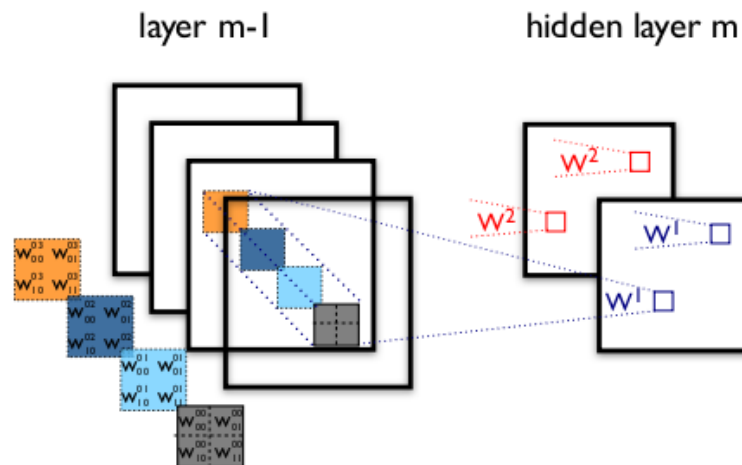 layer m-1
hidden layer m
W²
W²
W¹
W¹
W⁰³₀₀ W⁰³₀₁
W⁰³₁₀ W⁰³₁₁
W⁰²₀₀ W⁰²₀₁
W⁰²₁₀ W⁰²₁₁
W⁰¹₀₀ W⁰¹₀₁
W⁰¹₁₀ W⁰¹₁₁
W⁰⁰₀₀ W⁰⁰₀₁
W⁰⁰₁₀ W⁰⁰₁₁